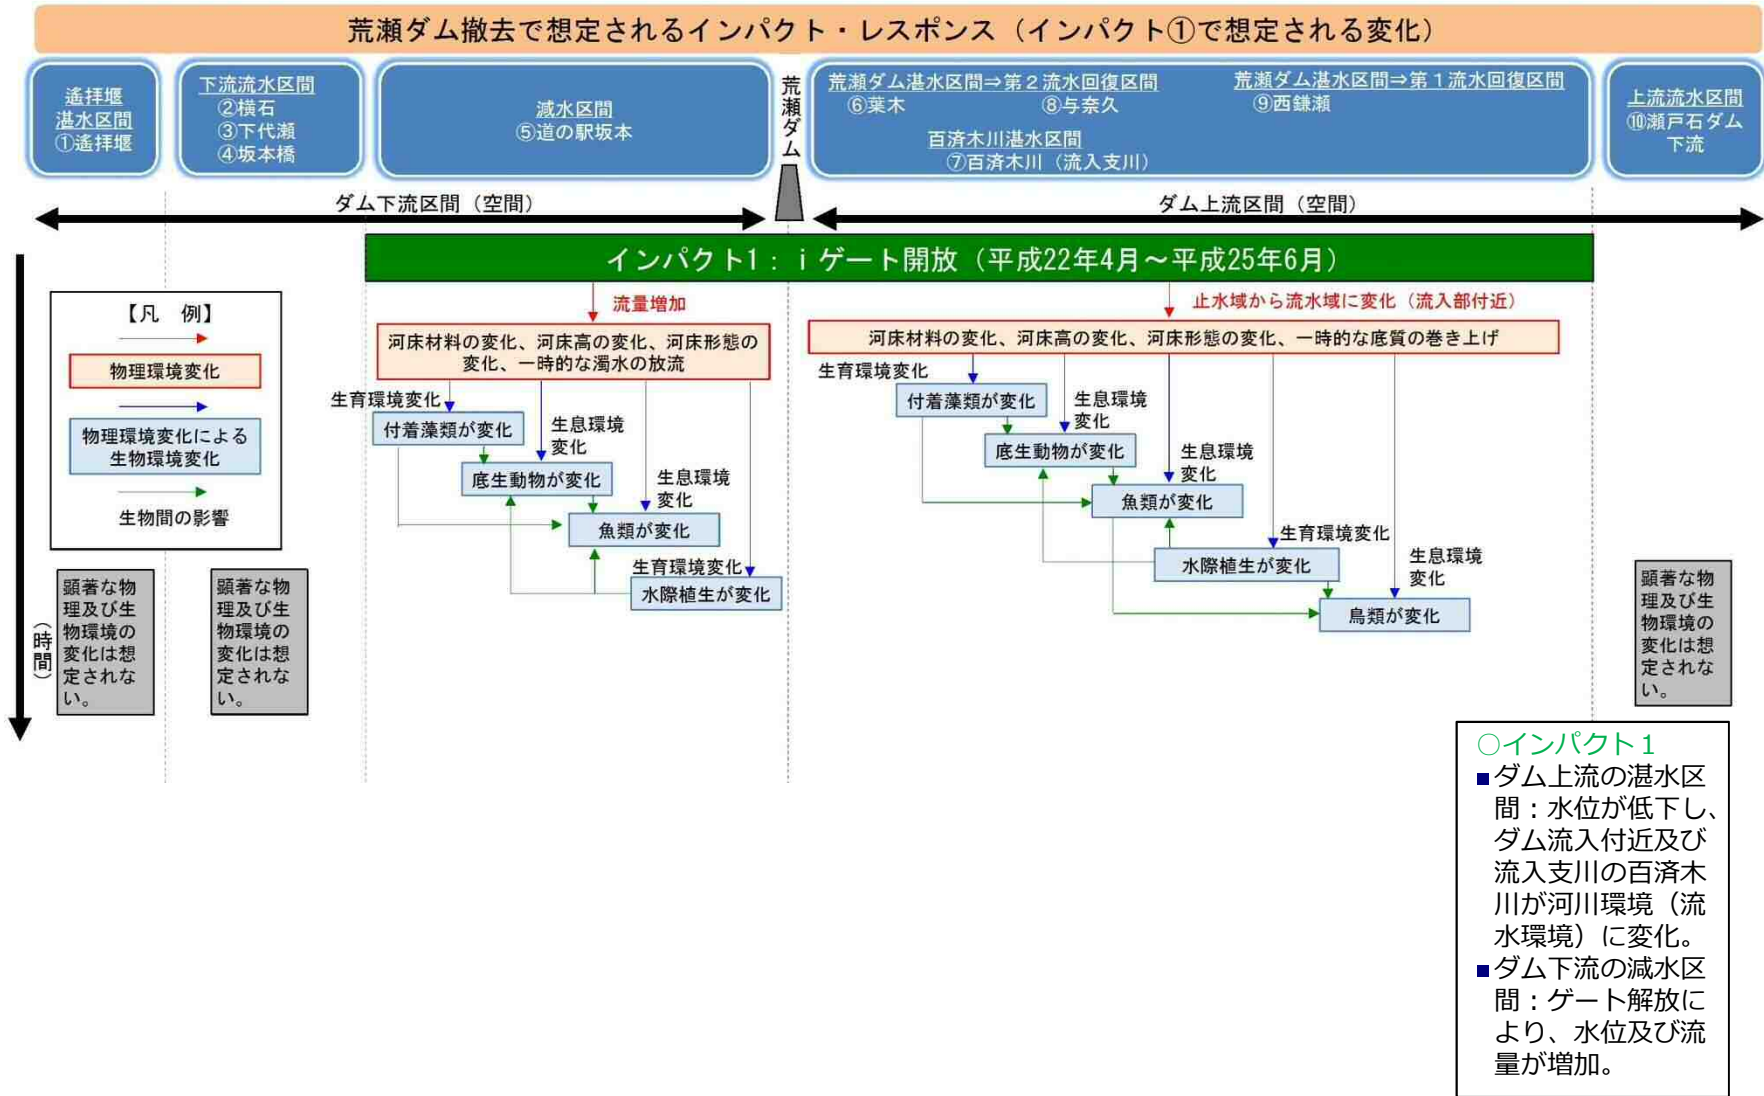 荒瀬ダム撤去で想定されるインパクト・レスポンス（インパクト①で想定される変化）
遙拝堰
湛水区間
①遙拝堰
下流流水区間
②横石
③下代瀬
④坂本橋
減水区間
⑤道の駅坂本
荒瀬ダム
荒瀬ダム湛水区間⇒第２流水回復区間
⑥葉木 ⑧与奈久
荒瀬ダム湛水区間⇒第１流水回復区間
⑨西鎌瀬
百済木川湛水区間
⑦百済木川（流入支川）
上流流水区間
⑩瀬戸石ダム
下流
ダム下流区間（空間）
ダム上流区間（空間）
インパクト1：ⅰゲート開放（平成22年4月～平成25年6月）
【凡　例】
物理環境変化
物理環境変化による
生物環境変化
生物間の影響
流量増加
河床材料の変化、河床高の変化、河床形態の
変化、一時的な濁水の放流
生育環境変化
付着藻類が変化
生息環境
変化
底生動物が変化
生息環境
変化
魚類が変化
生育環境変化
水際植生が変化
止水域から流水域に変化（流入部付近）
河床材料の変化、河床高の変化、河床形態の変化、一時的な底質の巻き上げ
生育環境変化
付着藻類が変化
生息環境
変化
底生動物が変化
生息環境
変化
魚類が変化
生育環境変化
水際植生が変化
生息環境
変化
鳥類が変化
（時間）
顕著な物
理及び生
物環境の
変化は想
定されな
い。
顕著な物
理及び生
物環境の
変化は想
定されな
い。
顕著な物
理及び生
物環境の
変化は想
定されな
い。
○インパクト１
■ダム上流の湛水区
間：水位が低下し、
ダム流入付近及び
流入支川の百済木
川が河川環境（流
水環境）に変化。
■ダム下流の減水区
間：ゲート解放に
より、水位及び流
量が増加。